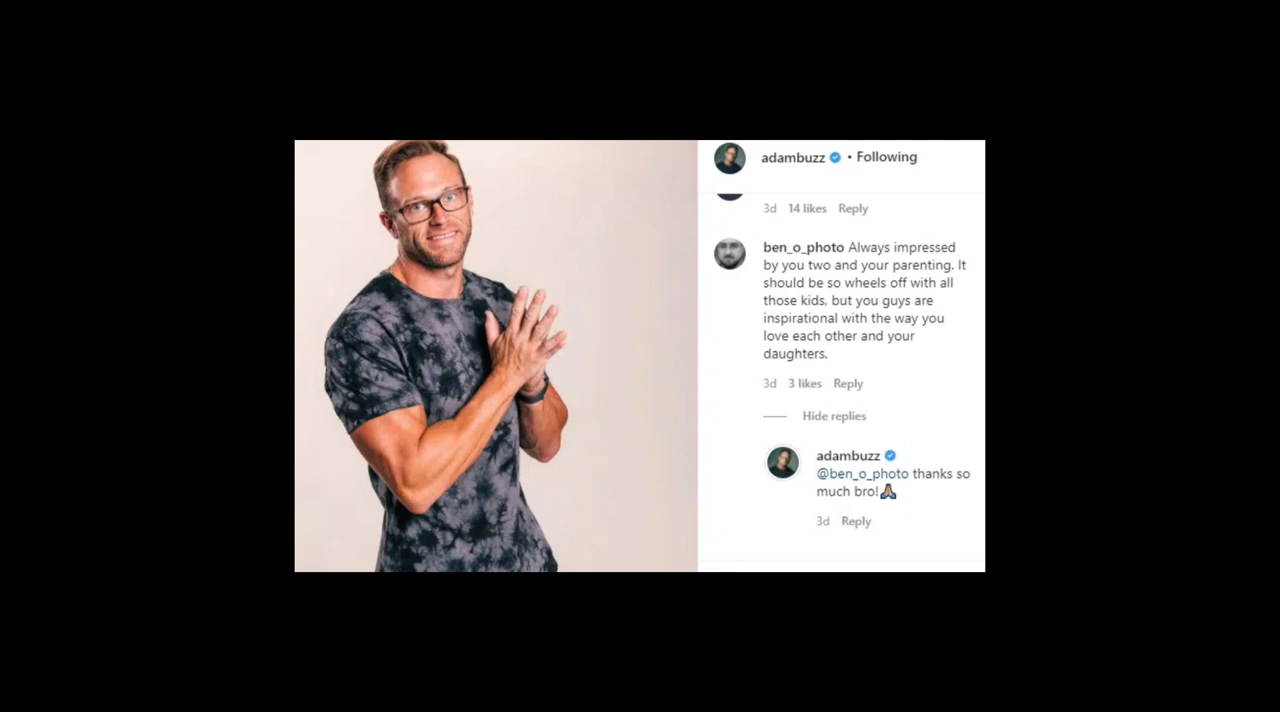 adambuzz • Following
3d 14 likes Reply
ben_o_photo Always impressed
by you two and your parenting. It
should be so wheels off with all
those kids, but you guys are
inspirational with the way you
love each other and your
daughters.
3d 3 likes Reply
Hide replies
adambuzz
@ben_o_photo thanks so
much bro!🙏🏽
3d Reply